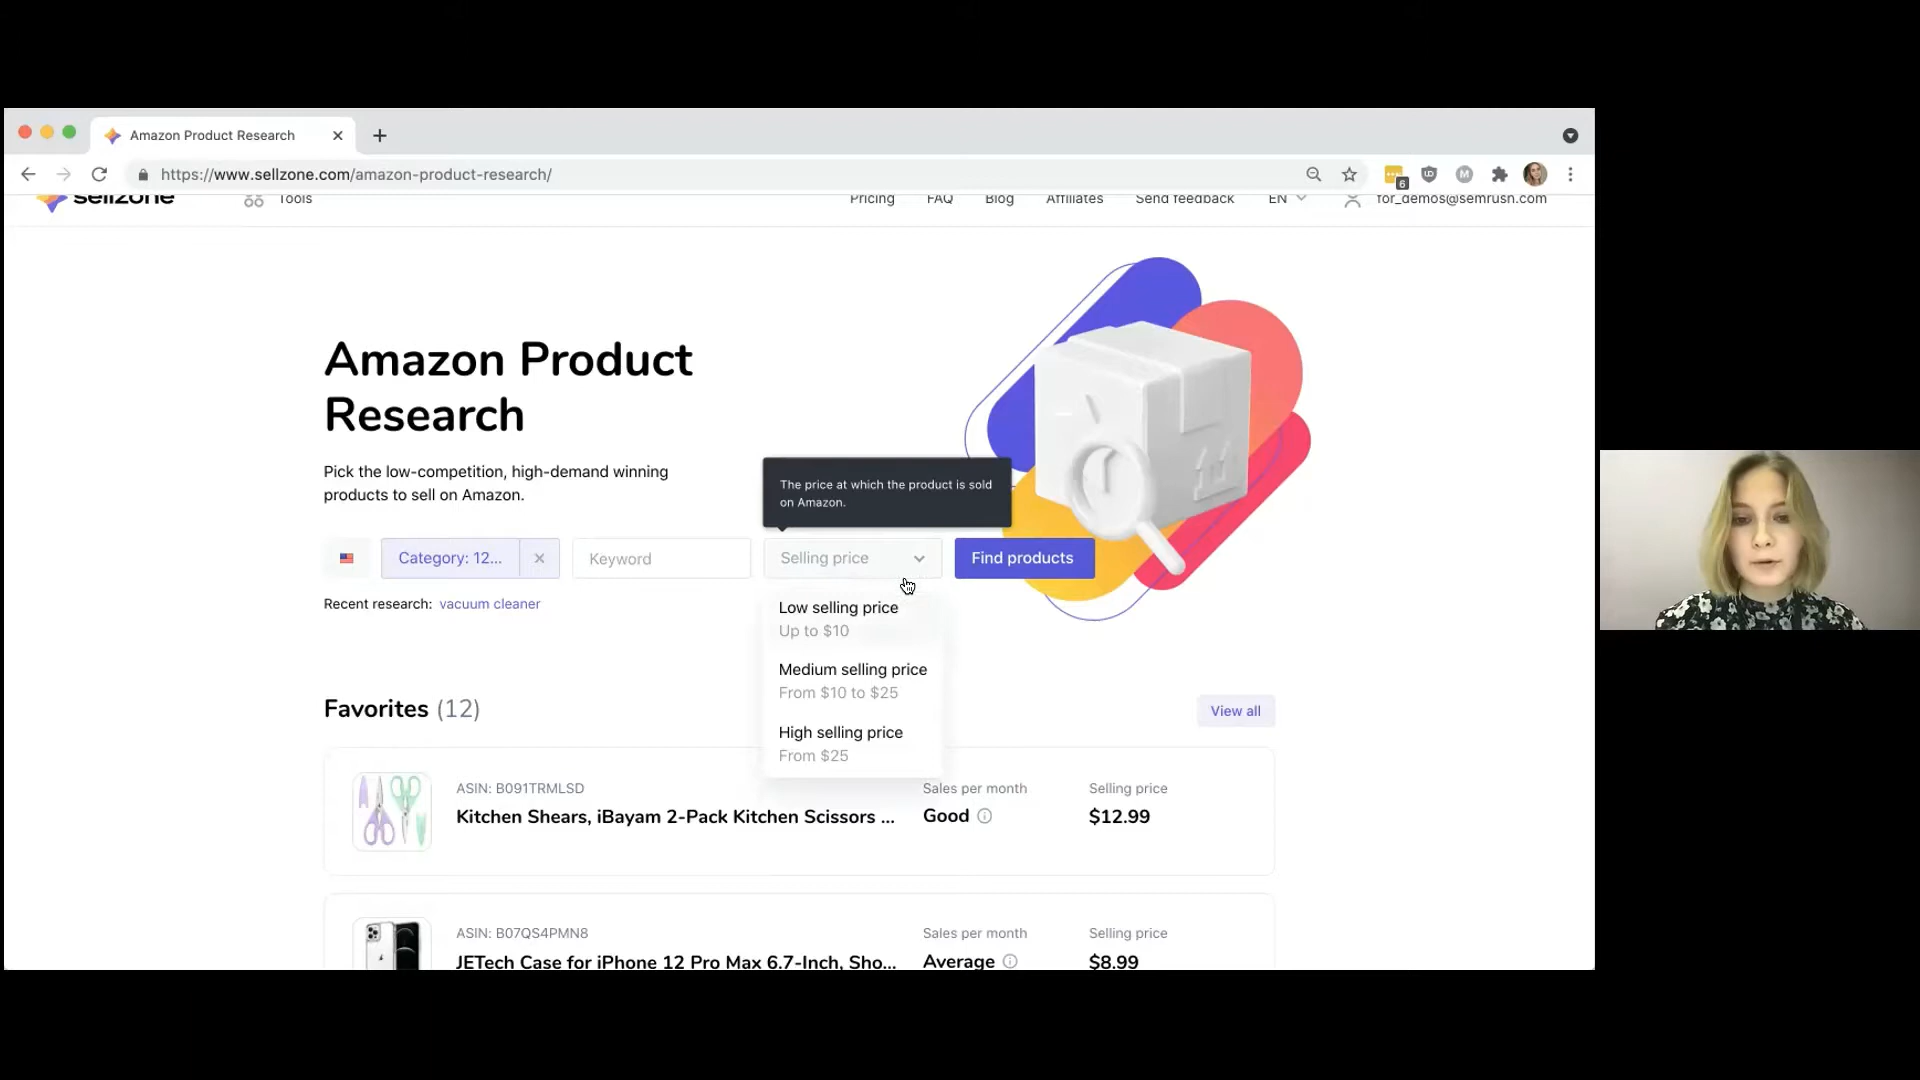 Amazon Product Research
https://www.sellzone.com/amazon-product-research/
6
sellzone
Tools
Pricing
FAQ
Blog
Affiliates
Send feedback
EN
for_demos@semrush.com
Amazon Product
Research
Pick the low-competition, high-demand winning
products to sell on Amazon.
The price at which the product is sold
on Amazon.
Category: 12...
Keyword
Selling price
Find products
Recent research: vacuum cleaner
Low selling price
Up to $10
Medium selling price
From $10 to $25
High selling price
From $25
Favorites (12)
View all
ASIN: B091TRMLSD
Kitchen Shears, iBayam 2-Pack Kitchen Scissors ...
Sales per month
Good
Selling price
$12.99
ASIN: B07QS4PMN8
JETech Case for iPhone 12 Pro Max 6.7-Inch, Sho...
Sales per month
Average
Selling price
$8.99